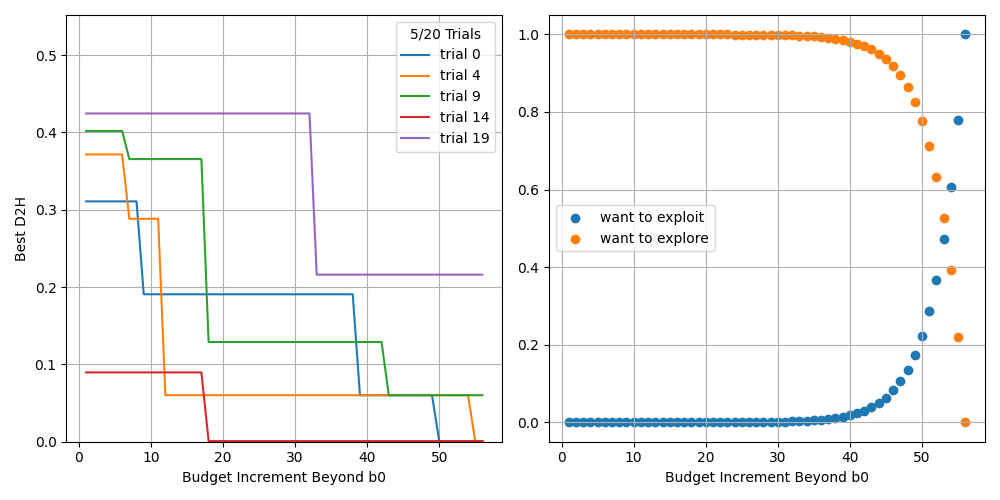 5/20 Trials
trial 0
trial 4
trial 9
trial 14
trial 19
0.5
0.4
0.3
0.2
0.1
0.0
Best D2H
0 10 20 30 40 50
Budget Increment Beyond b0
1.0
0.8
0.6
0.4
0.2
0.0
want to exploit
want to explore
0 10 20 30 40 50
Budget Increment Beyond b0